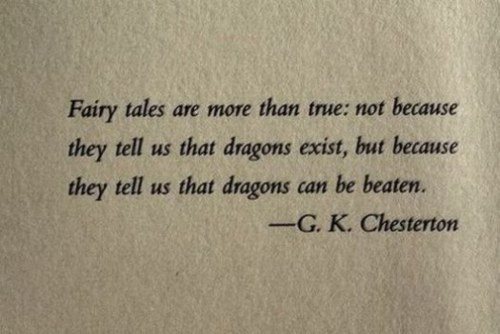 Fairy tales are more than true: not because
they tell us that dragons exist, but because
they tell us that dragons can be beaten.
—G. K. Chesterton